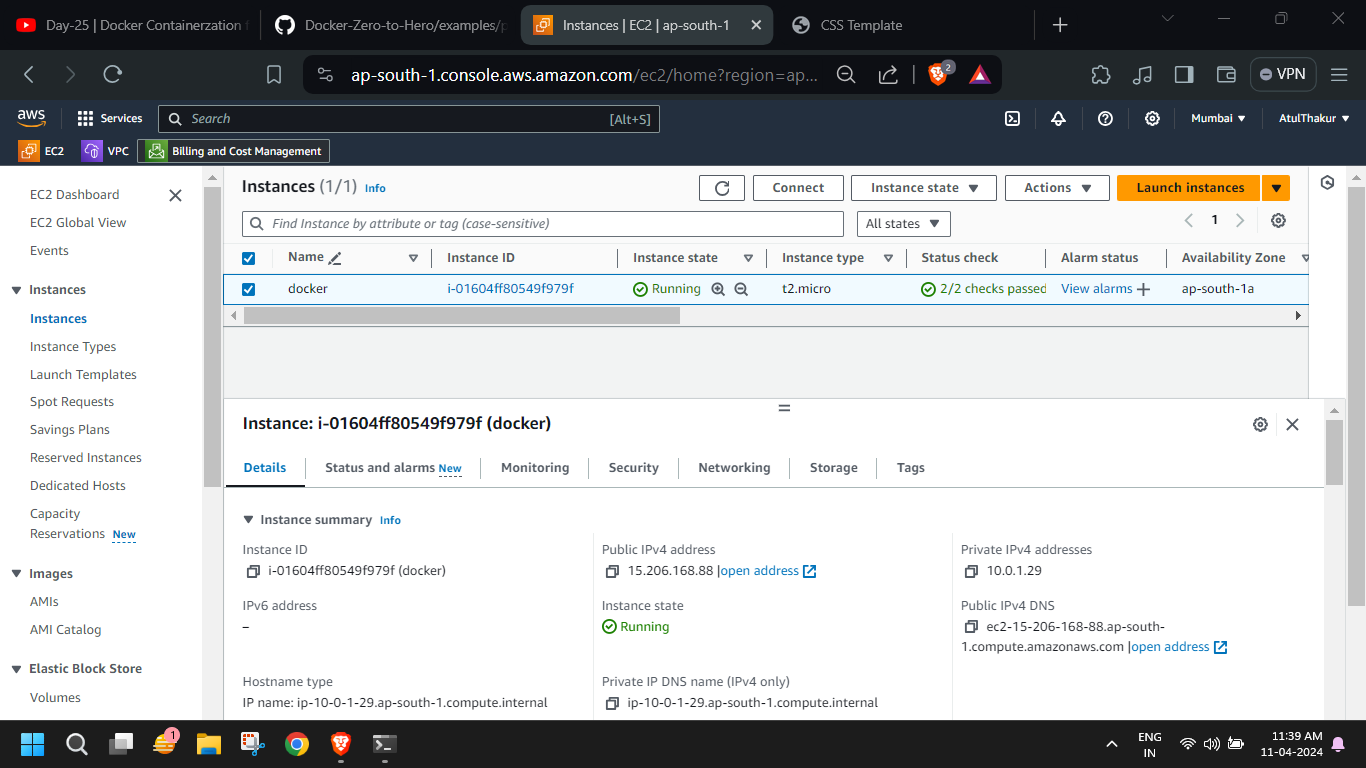 Day-25 | Docker Containerzation f
Docker-Zero-to-Hero/examples/p
Instances | EC2 | ap-south-1
CSS Template
ap-south-1.console.aws.amazon.com/ec2/home?region=ap...
2
VPN
aws
Services
Search
[Alt+S]
Mumbai
AtulThakur
EC2
VPC
Billing and Cost Management
EC2 Dashboard
EC2 Global View
Events
Instances
Instances
Instance Types
Launch Templates
Spot Requests
Savings Plans
Reserved Instances
Dedicated Hosts
Capacity
Reservations New
Images
AMIs
AMI Catalog
Elastic Block Store
Volumes
Instances (1/1) Info
Connect
Instance state
Actions
Launch instances
Find Instance by attribute or tag (case-sensitive)
All states
1
Name
Instance ID
Instance state
Instance type
Status check
Alarm status
Availability Zone
docker
i-01604ff80549f979f
Running
t2.micro
2/2 checks passed
View alarms
ap-south-1a
Instance: i-01604ff80549f979f (docker)
Details
Status and alarms New
Monitoring
Security
Networking
Storage
Tags
Instance summary Info
Instance ID
i-01604ff80549f979f (docker)
Public IPv4 address
15.206.168.88 |open address
Private IPv4 addresses
10.0.1.29
IPv6 address
–
Instance state
Running
Public IPv4 DNS
ec2-15-206-168-88.ap-south-
1.compute.amazonaws.com |open address
Hostname type
IP name: ip-10-0-1-29.ap-south-1.compute.internal
Private IP DNS name (IPv4 only)
ip-10-0-1-29.ap-south-1.compute.internal
1
ENG
IN
11:39 AM
11-04-2024